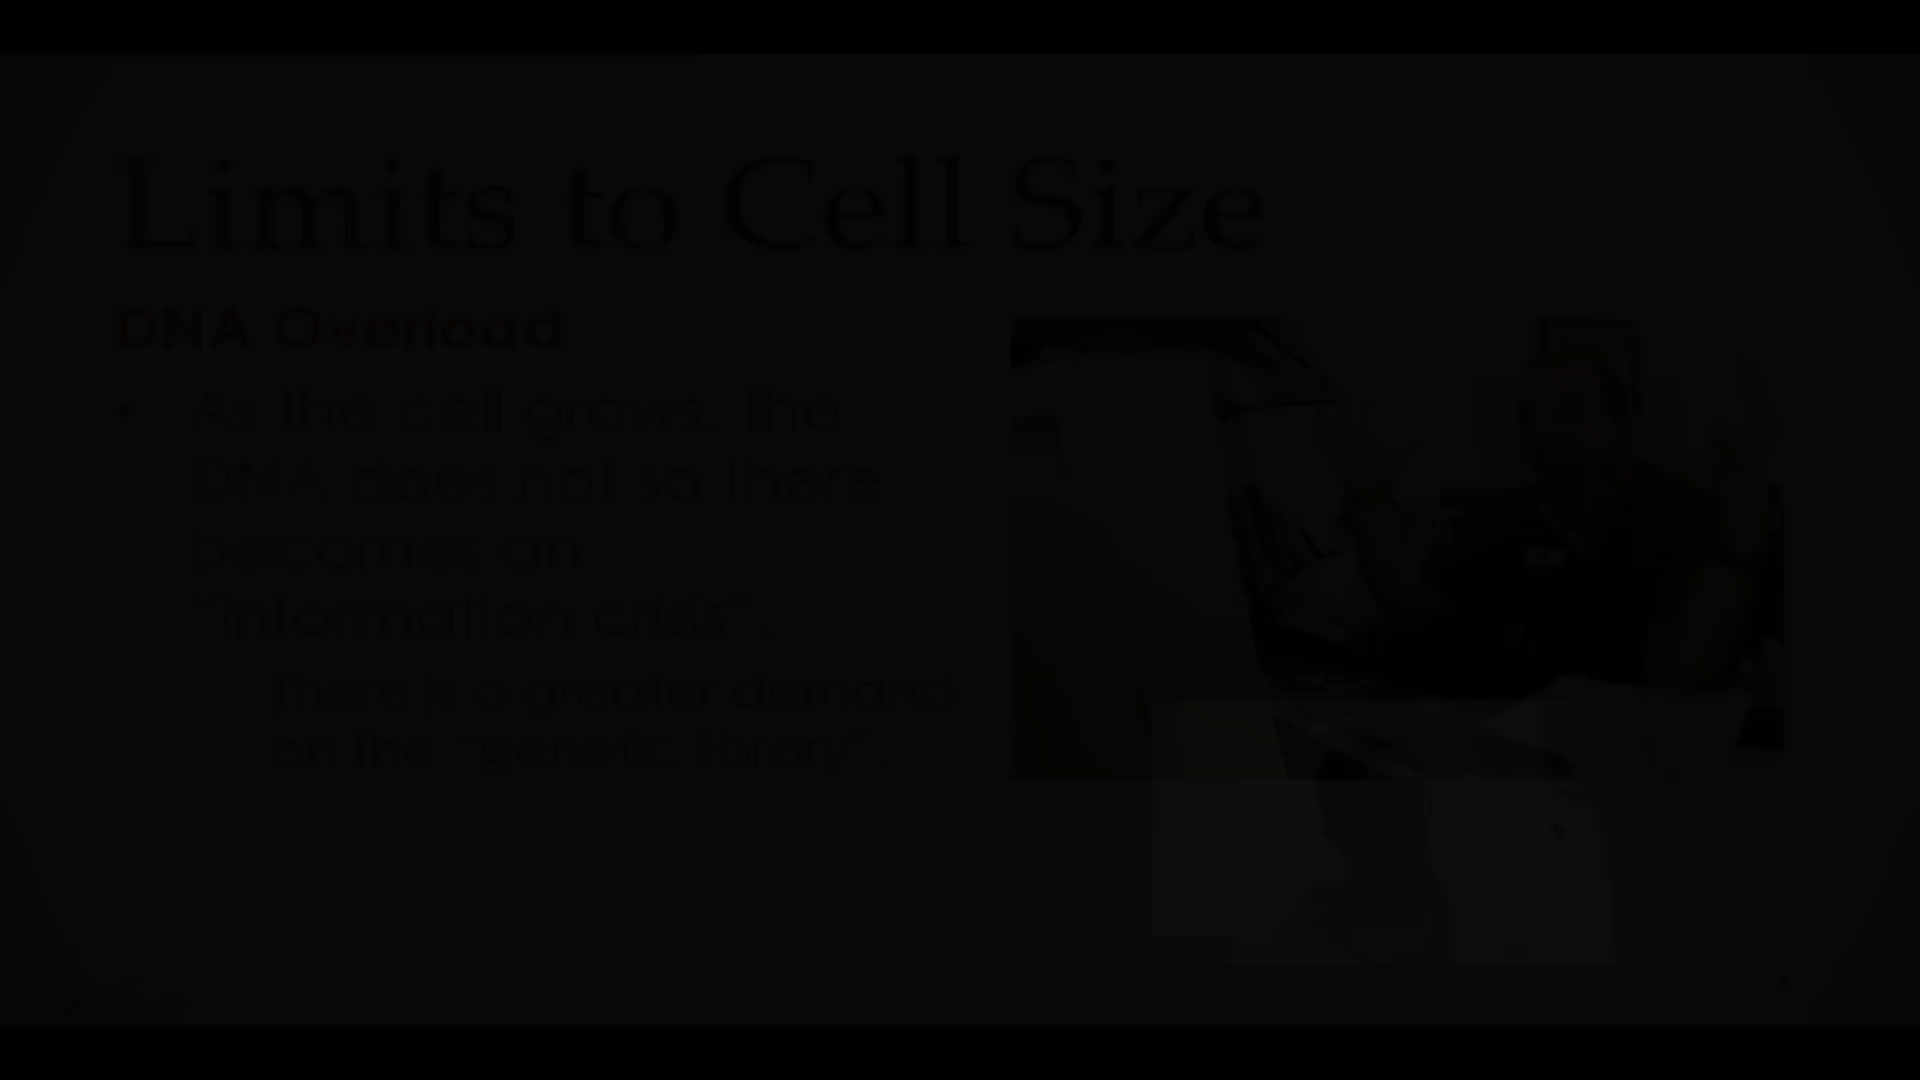 Limits to Cell Size
DNA Overload
• As the cell grows, the
DNA does not so there
becomes an
"information crisis".
There is a greater demand
on the "genetic library".